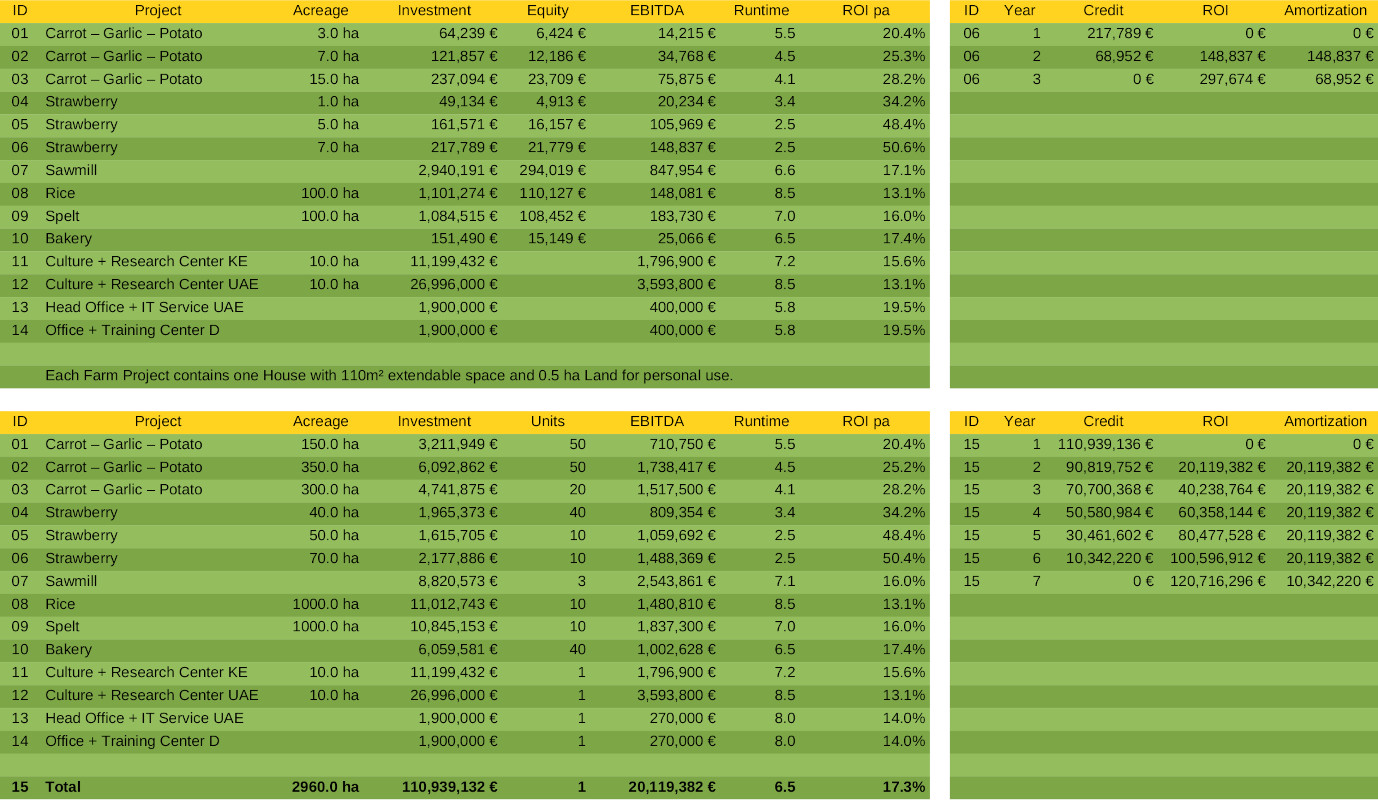 ID Project Acreage Investment Equity EBITDA Runtime ROI pa
01 Carrot – Garlic – Potato 3.0 ha 64,239 € 6,424 € 14,215 € 5.5 20.4%
02 Carrot – Garlic – Potato 7.0 ha 121,857 € 12,186 € 34,768 € 4.5 25.3%
03 Carrot – Garlic – Potato 15.0 ha 237,094 € 23,709 € 75,875 € 4.1 28.2%
04 Strawberry 1.0 ha 49,134 € 4,913 € 20,234 € 3.4 34.2%
05 Strawberry 5.0 ha 161,571 € 16,157 € 105,969 € 2.5 48.4%
06 Strawberry 7.0 ha 217,789 € 21,779 € 148,837 € 2.5 50.6%
07 Sawmill 2,940,191 € 294,019 € 847,954 € 6.6 17.1%
08 Rice 100.0 ha 1,101,274 € 110,127 € 148,081 € 8.5 13.1%
09 Spelt 100.0 ha 1,084,515 € 108,452 € 183,730 € 7.0 16.0%
10 Bakery 151,490 € 15,149 € 25,066 € 6.5 17.4%
11 Culture + Research Center KE 10.0 ha 11,199,432 € 1,796,900 € 7.2 15.6%
12 Culture + Research Center UAE 10.0 ha 26,996,000 € 3,593,800 € 8.5 13.1%
13 Head Office + IT Service UAE 1,900,000 € 400,000 € 5.8 19.5%
14 Office + Training Center D 1,900,000 € 400,000 € 5.8 19.5%
Each Farm Project contains one House with 110m² extendable space and 0.5 ha Land for personal use.
ID Year Credit ROI Amortization
06 1 217,789 € 0 € 0 €
06 2 68,952 € 148,837 € 148,837 €
06 3 0 € 297,674 € 68,952 €
ID Project Acreage Investment Units EBITDA Runtime ROI pa
01 Carrot – Garlic – Potato 150.0 ha 3,211,949 € 50 710,750 € 5.5 20.4%
02 Carrot – Garlic – Potato 350.0 ha 6,092,862 € 50 1,738,417 € 4.5 25.2%
03 Carrot – Garlic – Potato 300.0 ha 4,741,875 € 20 1,517,500 € 4.1 28.2%
04 Strawberry 40.0 ha 1,965,373 € 40 809,354 € 3.4 34.2%
05 Strawberry 50.0 ha 1,615,705 € 10 1,059,692 € 2.5 48.4%
06 Strawberry 70.0 ha 2,177,886 € 10 1,488,369 € 2.5 50.4%
07 Sawmill 8,820,573 € 3 2,543,861 € 7.1 16.0%
08 Rice 1000.0 ha 11,012,743 € 10 1,480,810 € 8.5 13.1%
09 Spelt 1000.0 ha 10,845,153 € 10 1,837,300 € 7.0 16.0%
10 Bakery 6,059,581 € 40 1,002,628 € 6.5 17.4%
11 Culture + Research Center KE 10.0 ha 11,199,432 € 1 1,796,900 € 7.2 15.6%
12 Culture + Research Center UAE 10.0 ha 26,996,000 € 1 3,593,800 € 8.5 13.1%
13 Head Office + IT Service UAE 1,900,000 € 1 270,000 € 8.0 14.0%
14 Office + Training Center D 1,900,000 € 1 270,000 € 8.0 14.0%
15 Total 2960.0 ha 110,939,132 € 1 20,119,382 € 6.5 17.3%
ID Year Credit ROI Amortization
15 1 110,939,136 € 0 € 0 €
15 2 90,819,752 € 20,119,382 € 20,119,382 €
15 3 70,700,368 € 40,238,764 € 20,119,382 €
15 4 50,580,984 € 60,358,144 € 20,119,382 €
15 5 30,461,602 € 80,477,528 € 20,119,382 €
15 6 10,342,220 € 100,596,912 € 20,119,382 €
15 7 0 € 120,716,296 € 10,342,220 €